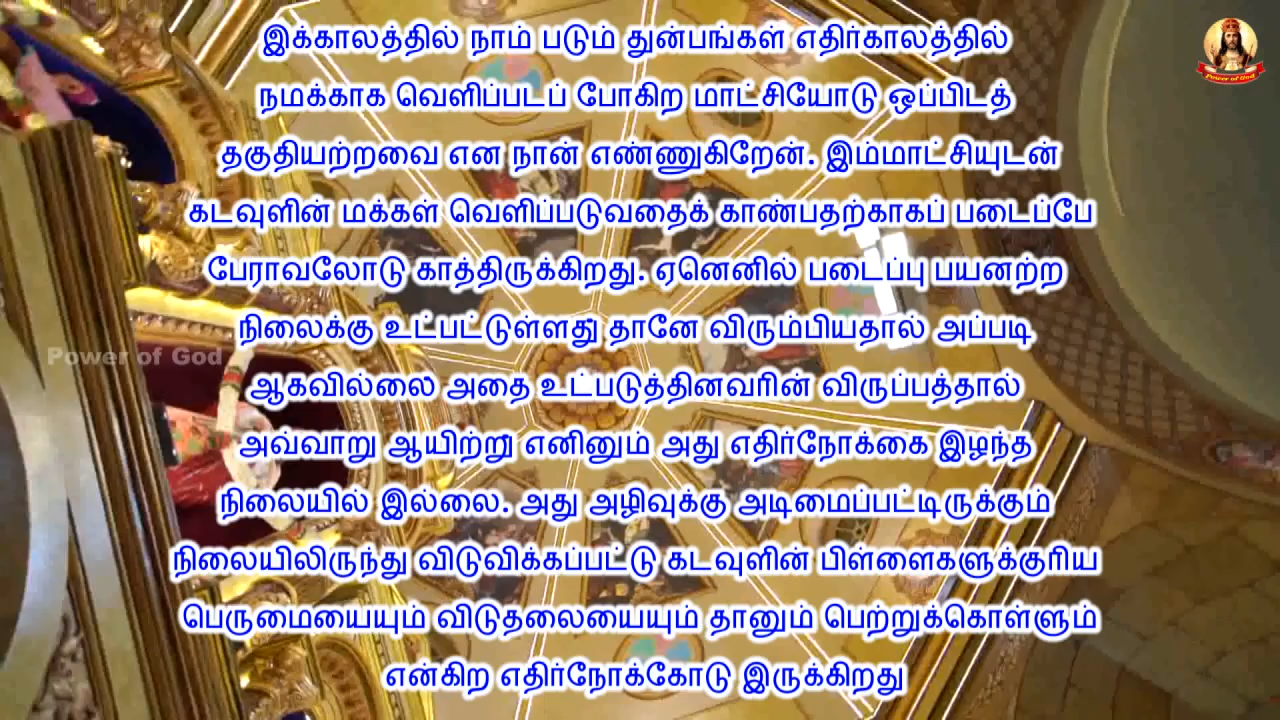 இக்காலத்தில் நாம் படும் துன்பங்கள் எதிர்காலத்தில்
நமக்காக வெளிப்படப் போகிற மாட்சியோடு ஒப்பிடத்
தகுதியற்றவை என நான் எண்ணுகிறேன். இம்மாட்சியுடன்
கடவுளின் மக்கள் வெளிப்படுவதைக் காண்பதற்காகப் படைப்பே
பேராவலோடு காத்திருக்கிறது. ஏனெனில் படைப்பு பயனற்ற
நிலைக்கு உட்பட்டுள்ளது தானே விரும்பியதால் அப்படி
ஆகவில்லை அதை உட்படுத்தினவரின் விருப்பத்தால்
அவ்வாறு ஆயிற்று எனினும் அது எதிர்நோக்கை இழந்த
நிலையில் இல்லை. அது அழிவுக்கு அடிமைப்பட்டிருக்கும்
நிலையிலிருந்து விடுவிக்கப்பட்டு கடவுளின் பிள்ளைகளுக்குரிய
பெருமையையும் விடுதலையையும் தானும் பெற்றுக்கொள்ளும்
என்கிற எதிர்நோக்கோடு இருக்கிறது
Power of God
Power of God